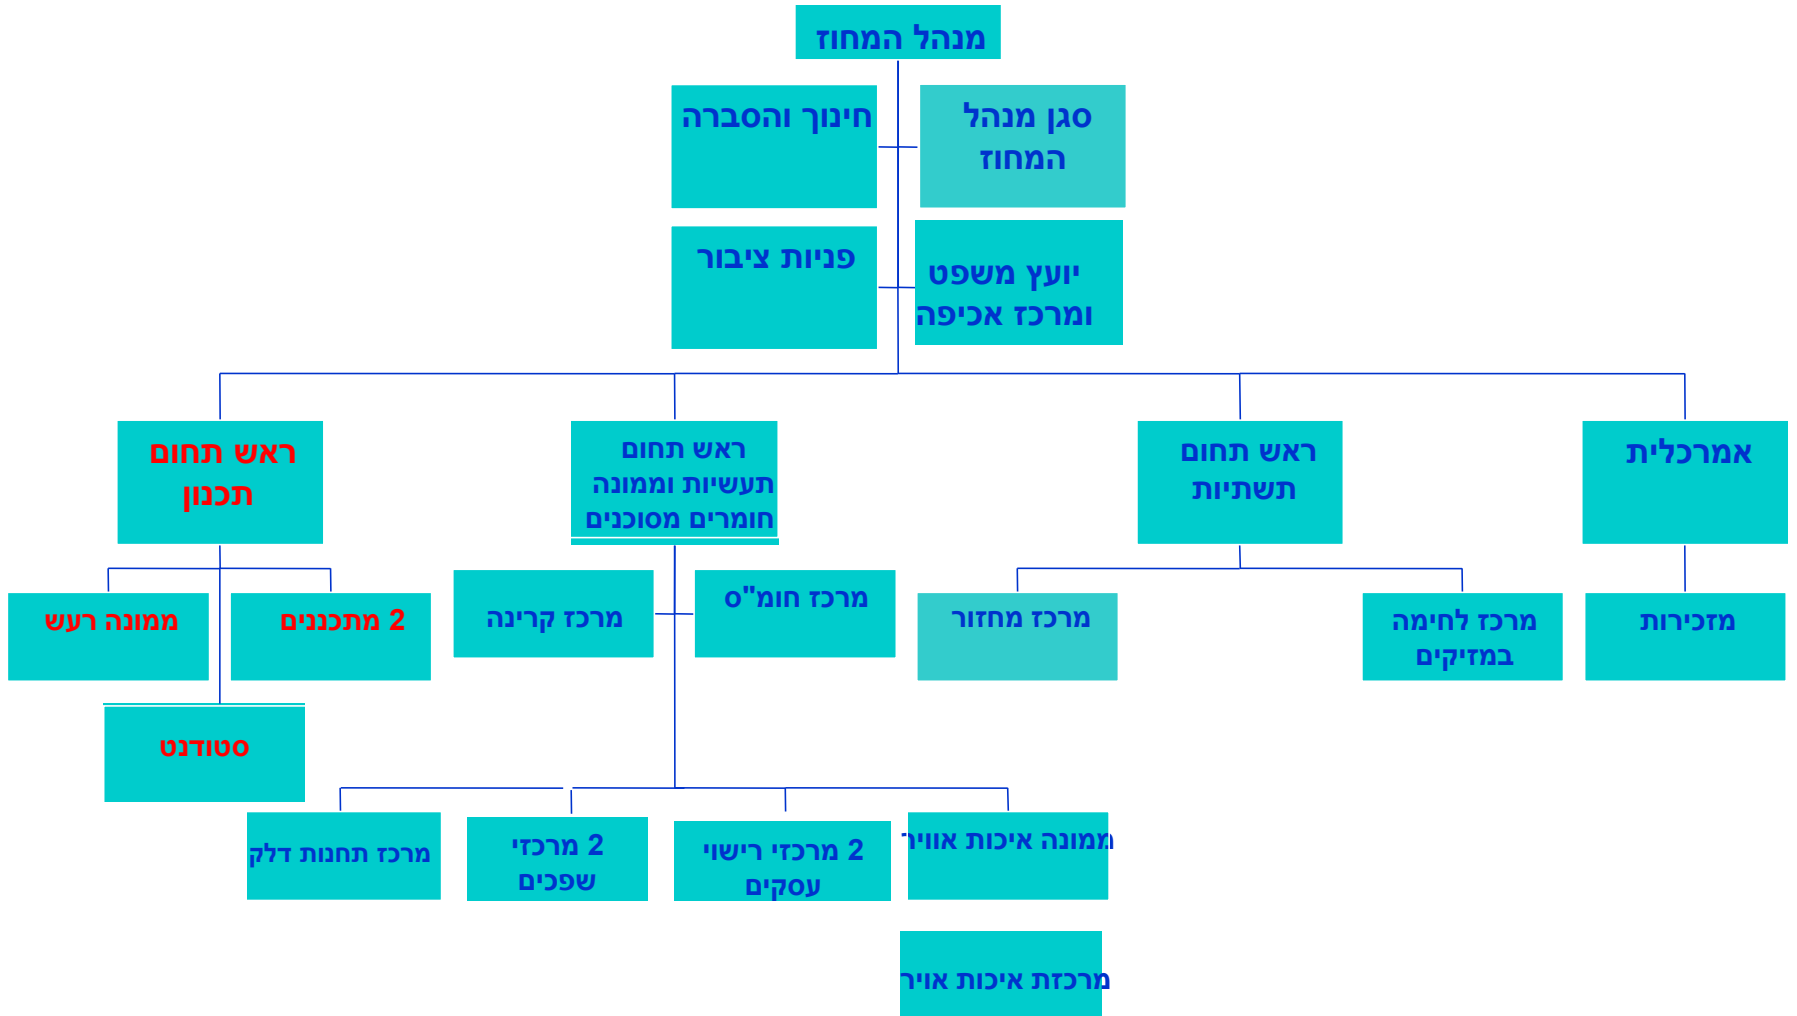 מנהל המחוז
סגן מנהל
המחוז
חינוך והסברה
יועץ משפט
ומרכז אכיפה
פניות ציבור
אמרכלית
ראש תחום
תשתיות
ראש תחום
תעשיות וממונה
חומרים מסוכנים
ראש תחום
תכנון
מזכירות
מרכז לחימה
במזיקים
מרכז מחזור
מרכז חומ"ס
מרכז קרינה
2 מתכננים
ממונה רעש
סטודנט
ממונה איכות אוויר
2 מרכזי רישוי
עסקים
2 מרכזי
שפכים
מרכז תחנות דלק
מרכזת איכות אויר